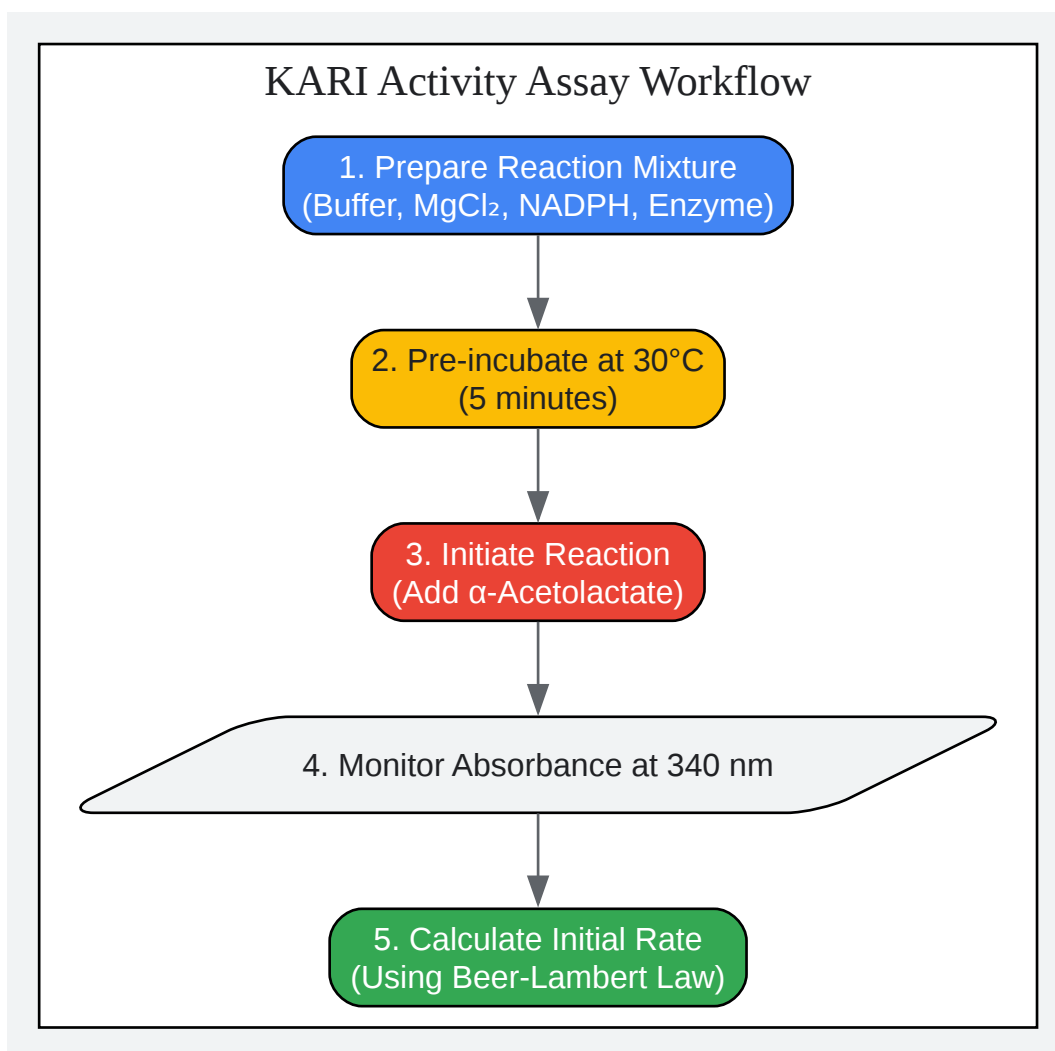 KARI Activity Assay Workflow
1. Prepare Reaction Mixture
(Buffer, MgCl₂, NADPH, Enzyme)
2. Pre-incubate at 30°C
(5 minutes)
3. Initiate Reaction
(Add α-Acetolactate)
4. Monitor Absorbance at 340 nm
5. Calculate Initial Rate
(Using Beer-Lambert Law)